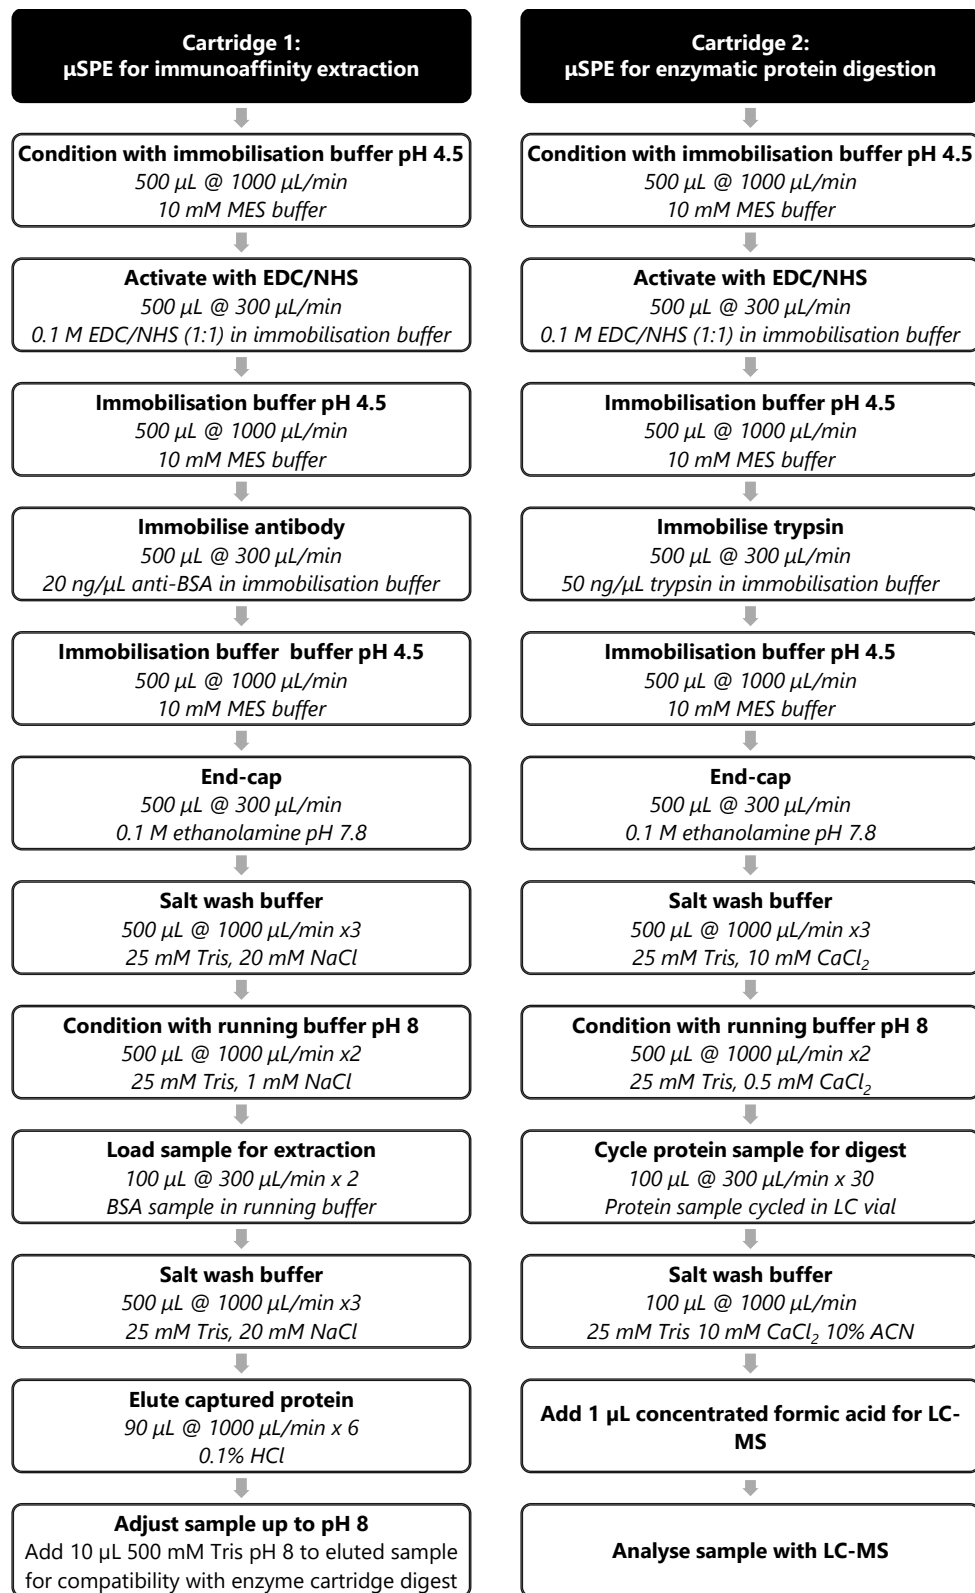 Cartridge 1:
µSPE for immunoaffinity extraction
Condition with immobilisation buffer pH 4.5
500 µL @ 1000 µL/min
10 mM MES buffer
Activate with EDC/NHS
500 µL @ 300 µL/min
0.1 M EDC/NHS (1:1) in immobilisation buffer
Immobilisation buffer pH 4.5
500 µL @ 1000 µL/min
10 mM MES buffer
Immobilise antibody
500 µL @ 300 µL/min
20 ng/µL anti-BSA in immobilisation buffer
Immobilisation buffer  buffer pH 4.5
500 µL @ 1000 µL/min
10 mM MES buffer
End-cap
500 µL @ 300 µL/min
0.1 M ethanolamine pH 7.8
Salt wash buffer
500 µL @ 1000 µL/min x3
25 mM Tris, 20 mM NaCl
Condition with running buffer pH 8
500 µL @ 1000 µL/min x2
25 mM Tris, 1 mM NaCl
Load sample for extraction
100 µL @ 300 µL/min x 2
BSA sample in running buffer
Salt wash buffer
500 µL @ 1000 µL/min x3
25 mM Tris, 20 mM NaCl
Elute captured protein
90 µL @ 1000 µL/min x 6
0.1% HCl
Adjust sample up to pH 8
Add 10 µL 500 mM Tris pH 8 to eluted sample
for compatibility with enzyme cartridge digest
Cartridge 2:
µSPE for enzymatic protein digestion
Condition with immobilisation buffer pH 4.5
500 µL @ 1000 µL/min
10 mM MES buffer
Activate with EDC/NHS
500 µL @ 300 µL/min
0.1 M EDC/NHS (1:1) in immobilisation buffer
Immobilisation buffer pH 4.5
500 µL @ 1000 µL/min
10 mM MES buffer
Immobilise trypsin
500 µL @ 300 µL/min
50 ng/µL trypsin in immobilisation buffer
Immobilisation buffer pH 4.5
500 µL @ 1000 µL/min
10 mM MES buffer
End-cap
500 µL @ 300 µL/min
0.1 M ethanolamine pH 7.8
Salt wash buffer
500 µL @ 1000 µL/min x3
25 mM Tris, 10 mM CaCl₂
Condition with running buffer pH 8
500 µL @ 1000 µL/min x2
25 mM Tris, 0.5 mM CaCl₂
Cycle protein sample for digest
100 µL @ 300 µL/min x 30
Protein sample cycled in LC vial
Salt wash buffer
100 µL @ 1000 µL/min
25 mM Tris 10 mM CaCl₂ 10% ACN
Add 1 µL concentrated formic acid for LC-
MS
Analyse sample with LC-MS